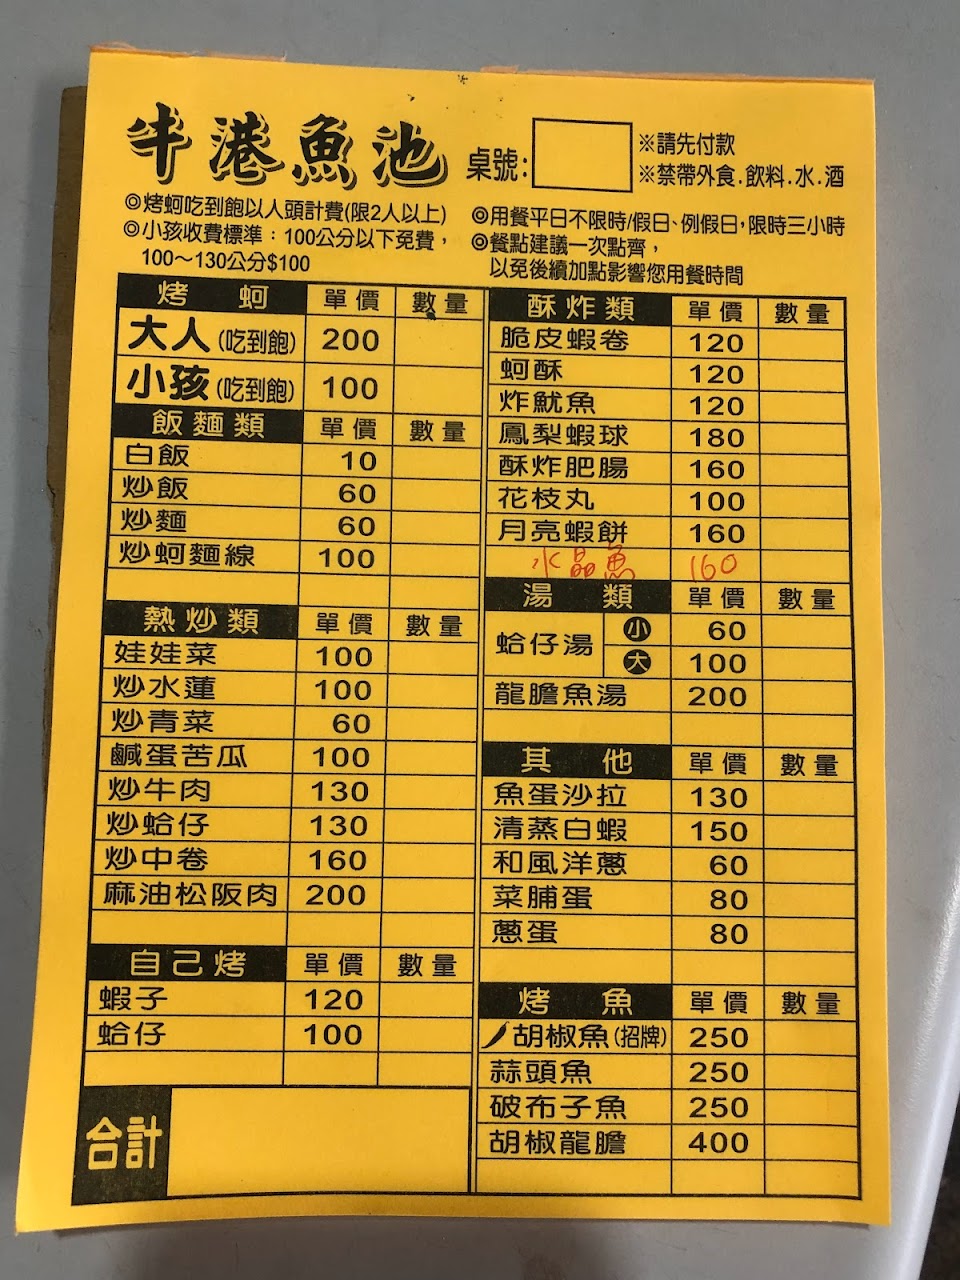 牛港魚池
桌號:
※請先付款
※禁帶外食.飲料.水.酒
◎烤蚵吃到飽以人頭計費(限2人以上)
◎小孩收費標準：100公分以下免費，
100～130公分$100
◎用餐平日不限時/假日、例假日，限時三小時
◎餐點建議一次點齊，
以免後續加點影響您用餐時間
烤 蚵 單價 數量
大人(吃到飽) 200
小孩(吃到飽) 100
飯麵類 單價 數量
白飯 10
炒飯 60
炒麵 60
炒蚵麵線 100
熱炒類 單價 數量
娃娃菜 100
炒水蓮 100
炒青菜 60
鹹蛋苦瓜 100
炒牛肉 130
炒蛤仔 130
炒中卷 160
麻油松阪肉 200
自己烤 單價 數量
蝦子 120
蛤仔 100
合計
酥炸類 單價 數量
脆皮蝦卷 120
蚵酥 120
炸魷魚 120
鳳梨蝦球 180
酥炸肥腸 160
花枝丸 100
月亮蝦餅 160
水晶魚 160
湯 類 單價 數量
蛤仔湯 小 60
大 100
龍膽魚湯 200
其 他 單價 數量
魚蛋沙拉 130
清蒸白蝦 150
和風洋蔥 60
菜脯蛋 80
蔥蛋 80
烤 魚 單價 數量
胡椒魚(招牌) 250
蒜頭魚 250
破布子魚 250
胡椒龍膽 400